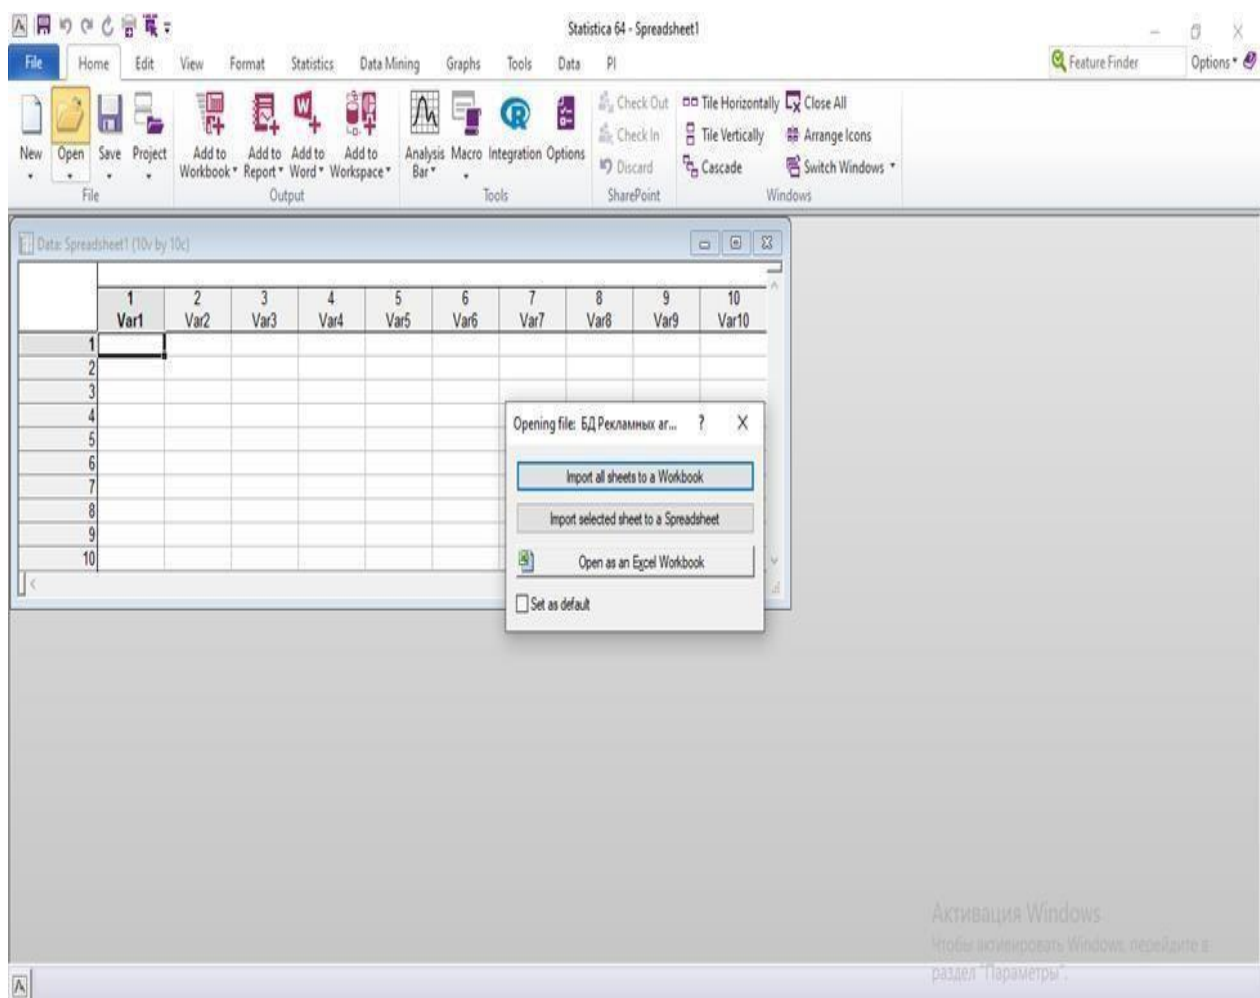 Statistica 64 - Spreadsheet1
File Home Edit View Format Statistics Data Mining Graphs Tools Data PI Feature Finder Options
Check Out Tile Horizontally Close All
Check In Tile Vertically Arrange Icons
New Open Save Project Add to Add to Add to Add to Analysis Macro Integration Options
Workbook Report Word Workspace Bar Discard Cascade Switch Windows
File Output Tools SharePoint Windows
Data: Spreadsheet1 (10v by 10c)
1 2 3 4 5 6 7 8 9 10
Var1 Var2 Var3 Var4 Var5 Var6 Var7 Var8 Var9 Var10
1
2
3
4
5
6
7
8
9
10
Opening file: БД Рекламных аг... ?
Import all sheets to a Workbook
Import selected sheet to a Spreadsheet
Open as an Excel Workbook
Set as default
Активация Windows
Чтобы активировать Windows, перейдите в
раздел "Параметры".